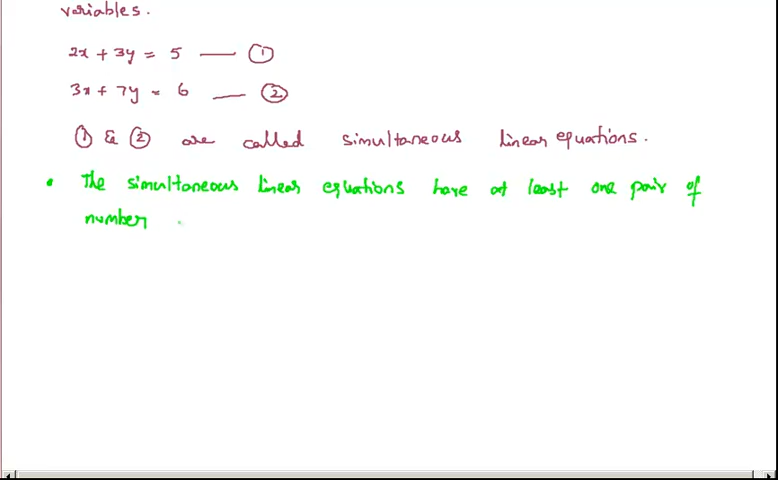 variables.
2x + 3y = 5 —— ①
3x + 7y = 6 —— ②
① & ② are called simultaneous linear equations.
• The simultaneous linear equations have at least one pair of
number